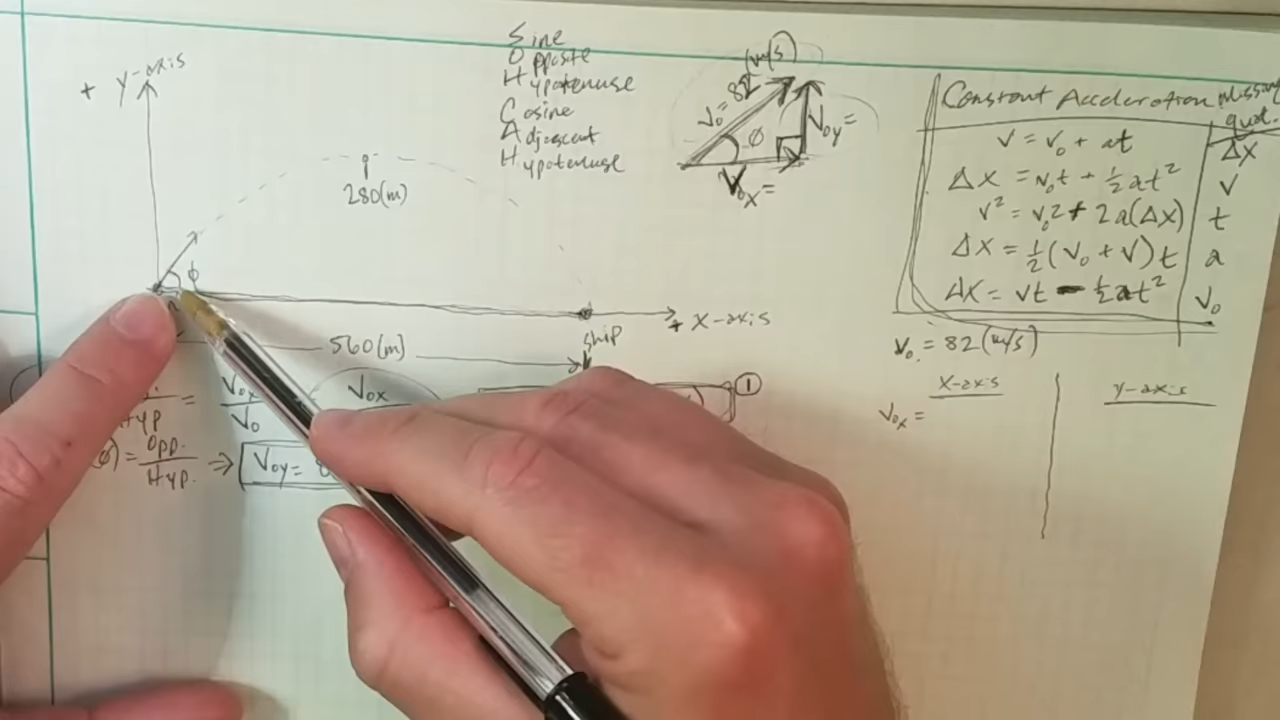 + y-axis
Sine
Opposite
Hypotenuse
Cosine
Adjacent
Hypotenuse
280(m)
ϕ
560(m)
ship
+ x-axis
V₀ = 82 (m/s)
ϕ
V₀y =
V₀x =
Constant Acceleration Missing quat.
V = V₀ + at ΔX
ΔX = V₀t + ½at² V
V² = V₀² + 2a(ΔX) t
ΔX = ½(V₀ + V)t a
ΔX = Vt - ½at² V₀
V₀ = 82 (m/s)
x-axis y-axis
V₀x =
Hyp =
V₀
V₀x
①
= Opp. / Hyp. ⇒ V₀y = 8